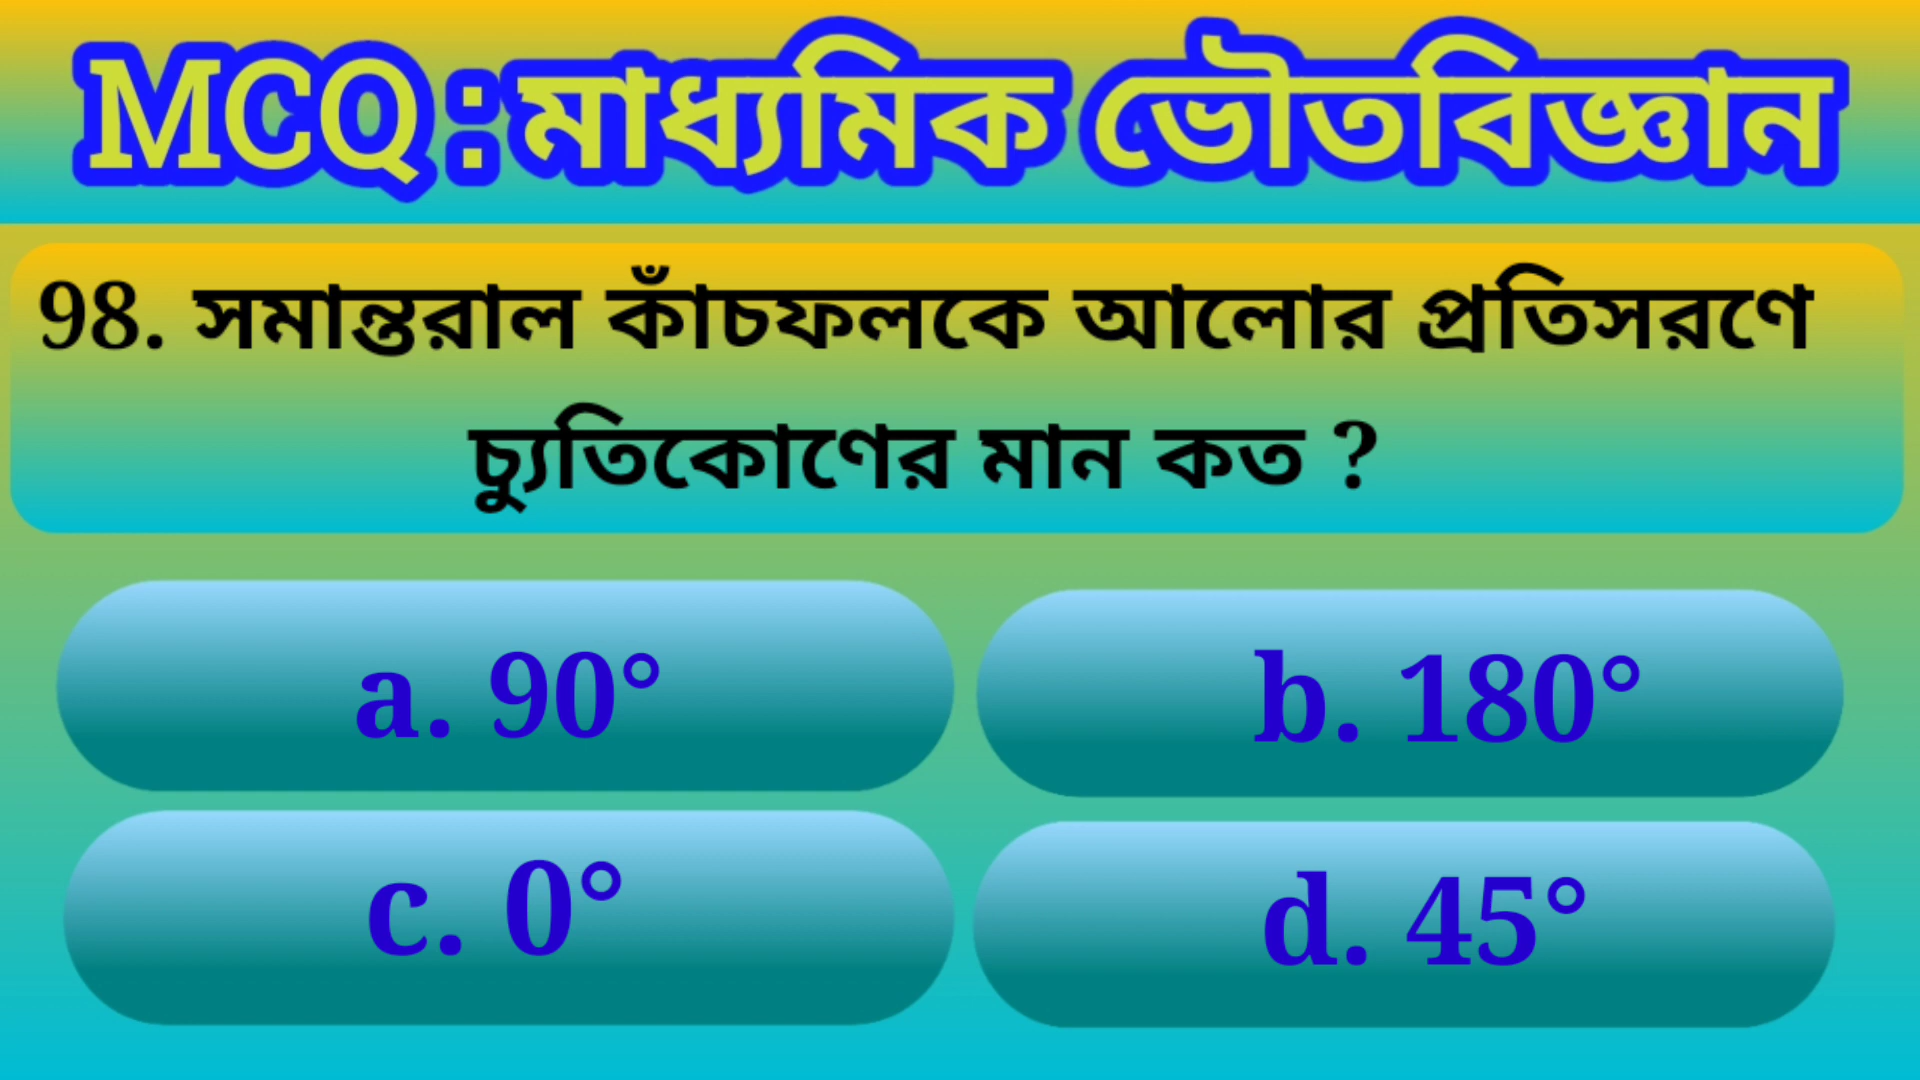 MCQ : মাধ্যমিক ভৌতবিজ্ঞান
98. সমান্তরাল কাঁচফলকে আলোর প্রতিসরণে
চ্যুতিকোণের মান কত ?
a. 90°
b. 180°
c. 0°
d. 45°